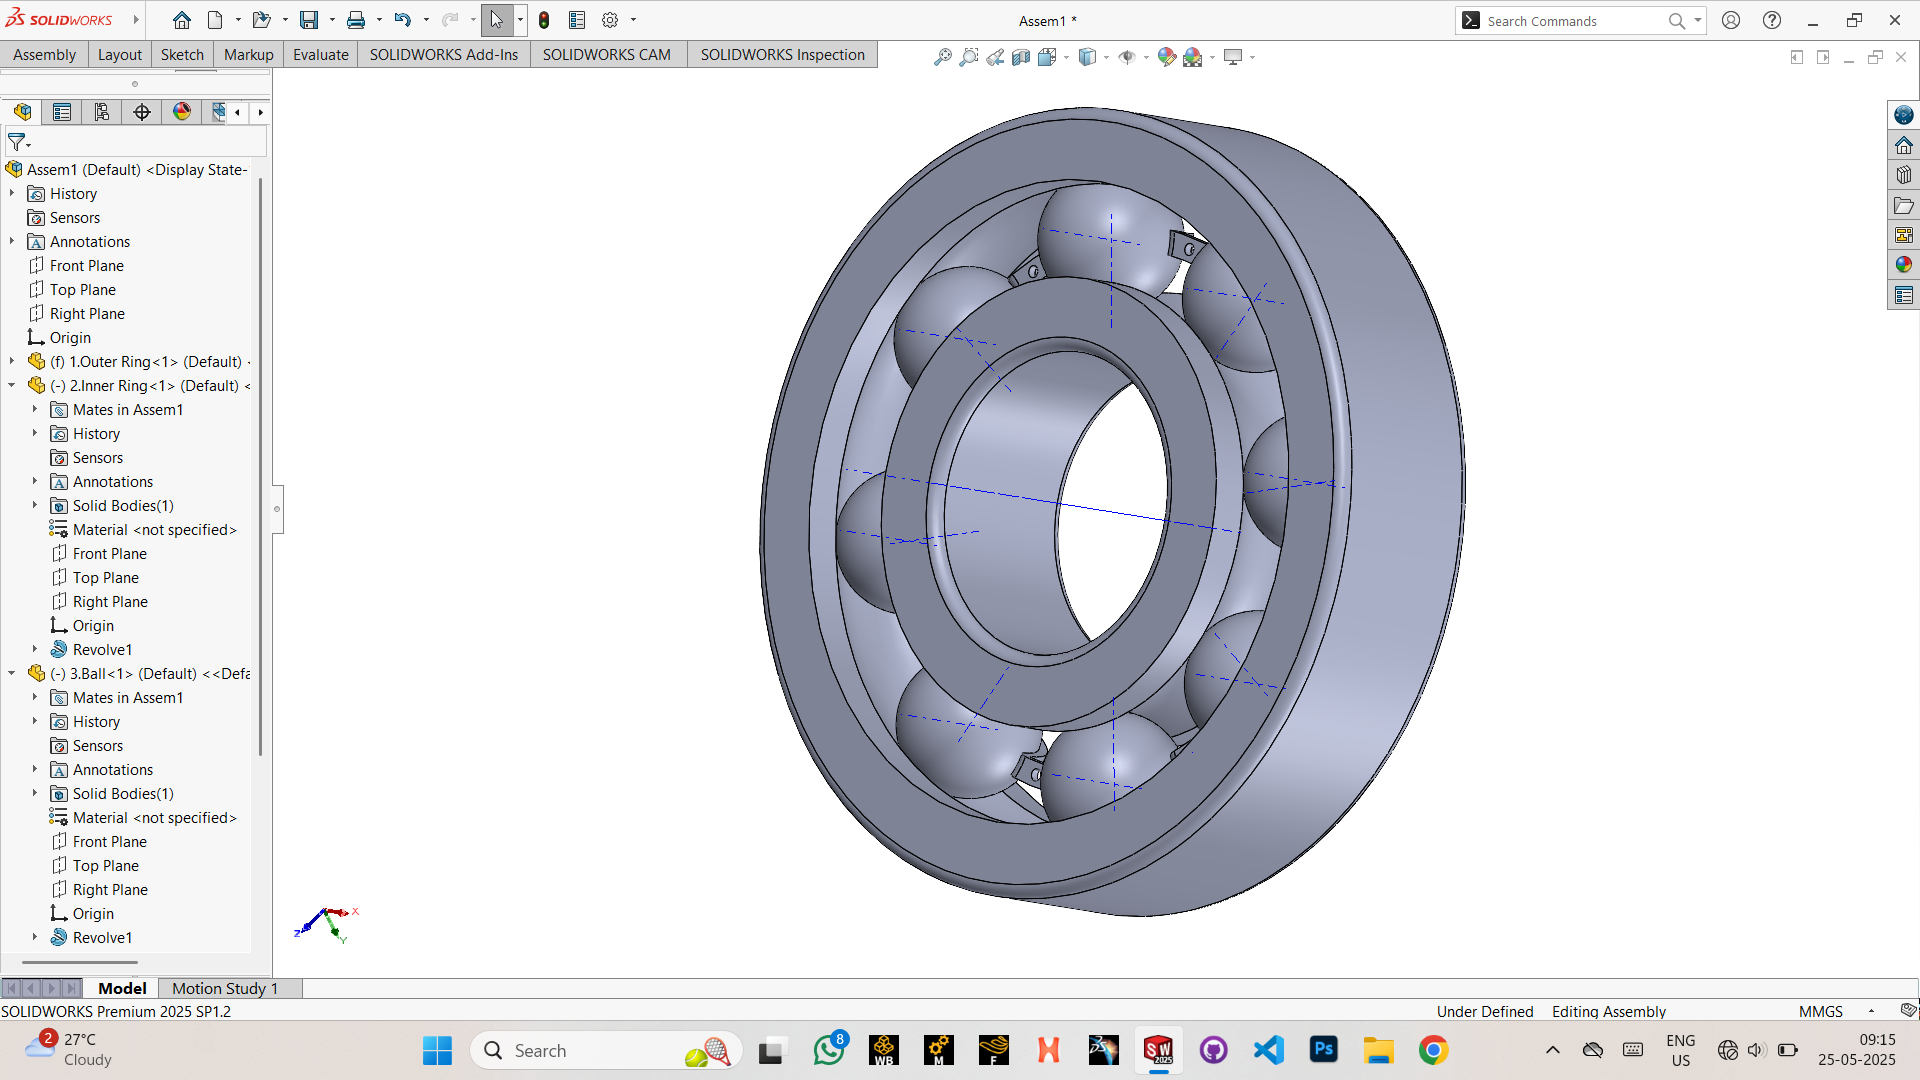 SOLIDWORKS
Assem1 *
Search Commands
Assembly
Layout
Sketch
Markup
Evaluate
SOLIDWORKS Add-Ins
SOLIDWORKS CAM
SOLIDWORKS Inspection
Assem1 (Default) <Display State-
History
Sensors
Annotations
Front Plane
Top Plane
Right Plane
Origin
(f) 1.Outer Ring<1> (Default)
(-) 2.Inner Ring<1> (Default) <
Mates in Assem1
History
Sensors
Annotations
Solid Bodies(1)
Material <not specified>
Front Plane
Top Plane
Right Plane
Origin
Revolve1
(-) 3.Ball<1> (Default) <<Defa
Mates in Assem1
History
Sensors
Annotations
Solid Bodies(1)
Material <not specified>
Front Plane
Top Plane
Right Plane
Origin
Revolve1
X
Z
Y
Model
Motion Study 1
SOLIDWORKS Premium 2025 SP1.2
Under Defined
Editing Assembly
MMGS
2
27°C
Cloudy
Search
8
WB
M
F
SW
2025
Ps
ENG
US
09:15
25-05-2025